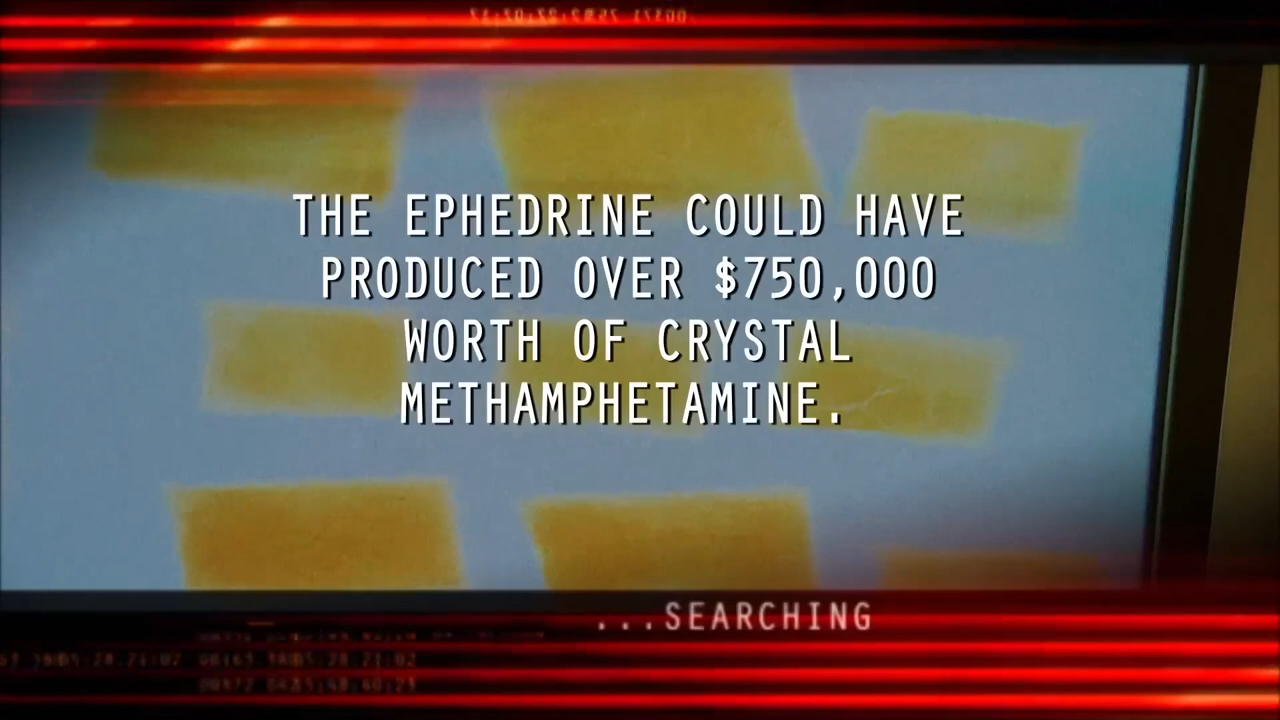 THE EPHEDRINE COULD HAVE
PRODUCED OVER $750,000
WORTH OF CRYSTAL
METHAMPHETAMINE.
...SEARCHING